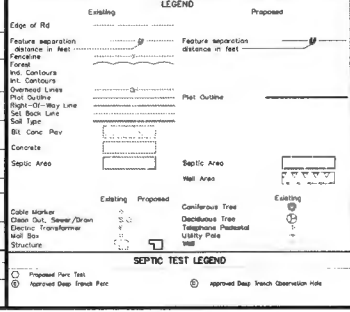 LEGEND
Existing Proposed
Edge of Rd
Feature separation distance in feet
Feature separation distance in feet
Fenceline
Forest
Ind. Contours
Int. Contours
Overhead Lines
Plot Outline
Plot Outline
Right-Of-Way Line
Set Back Line
Soil Type
Bit Conc Pav
Concrete
Septic Area
Septic Area
Well Area
Existing Proposed
Existing
Cable Marker
Clean Out, Sewer/Drain
Electric Transformer
Mail Box
Structure
Coniferous Tree
Deciduous Tree
Telephone Pedestal
Utility Pole
Well
SEPTIC TEST LEGEND
Proposed Perc Test
Approved Deep Trench Perc
Approved Deep Trench Observation Hole